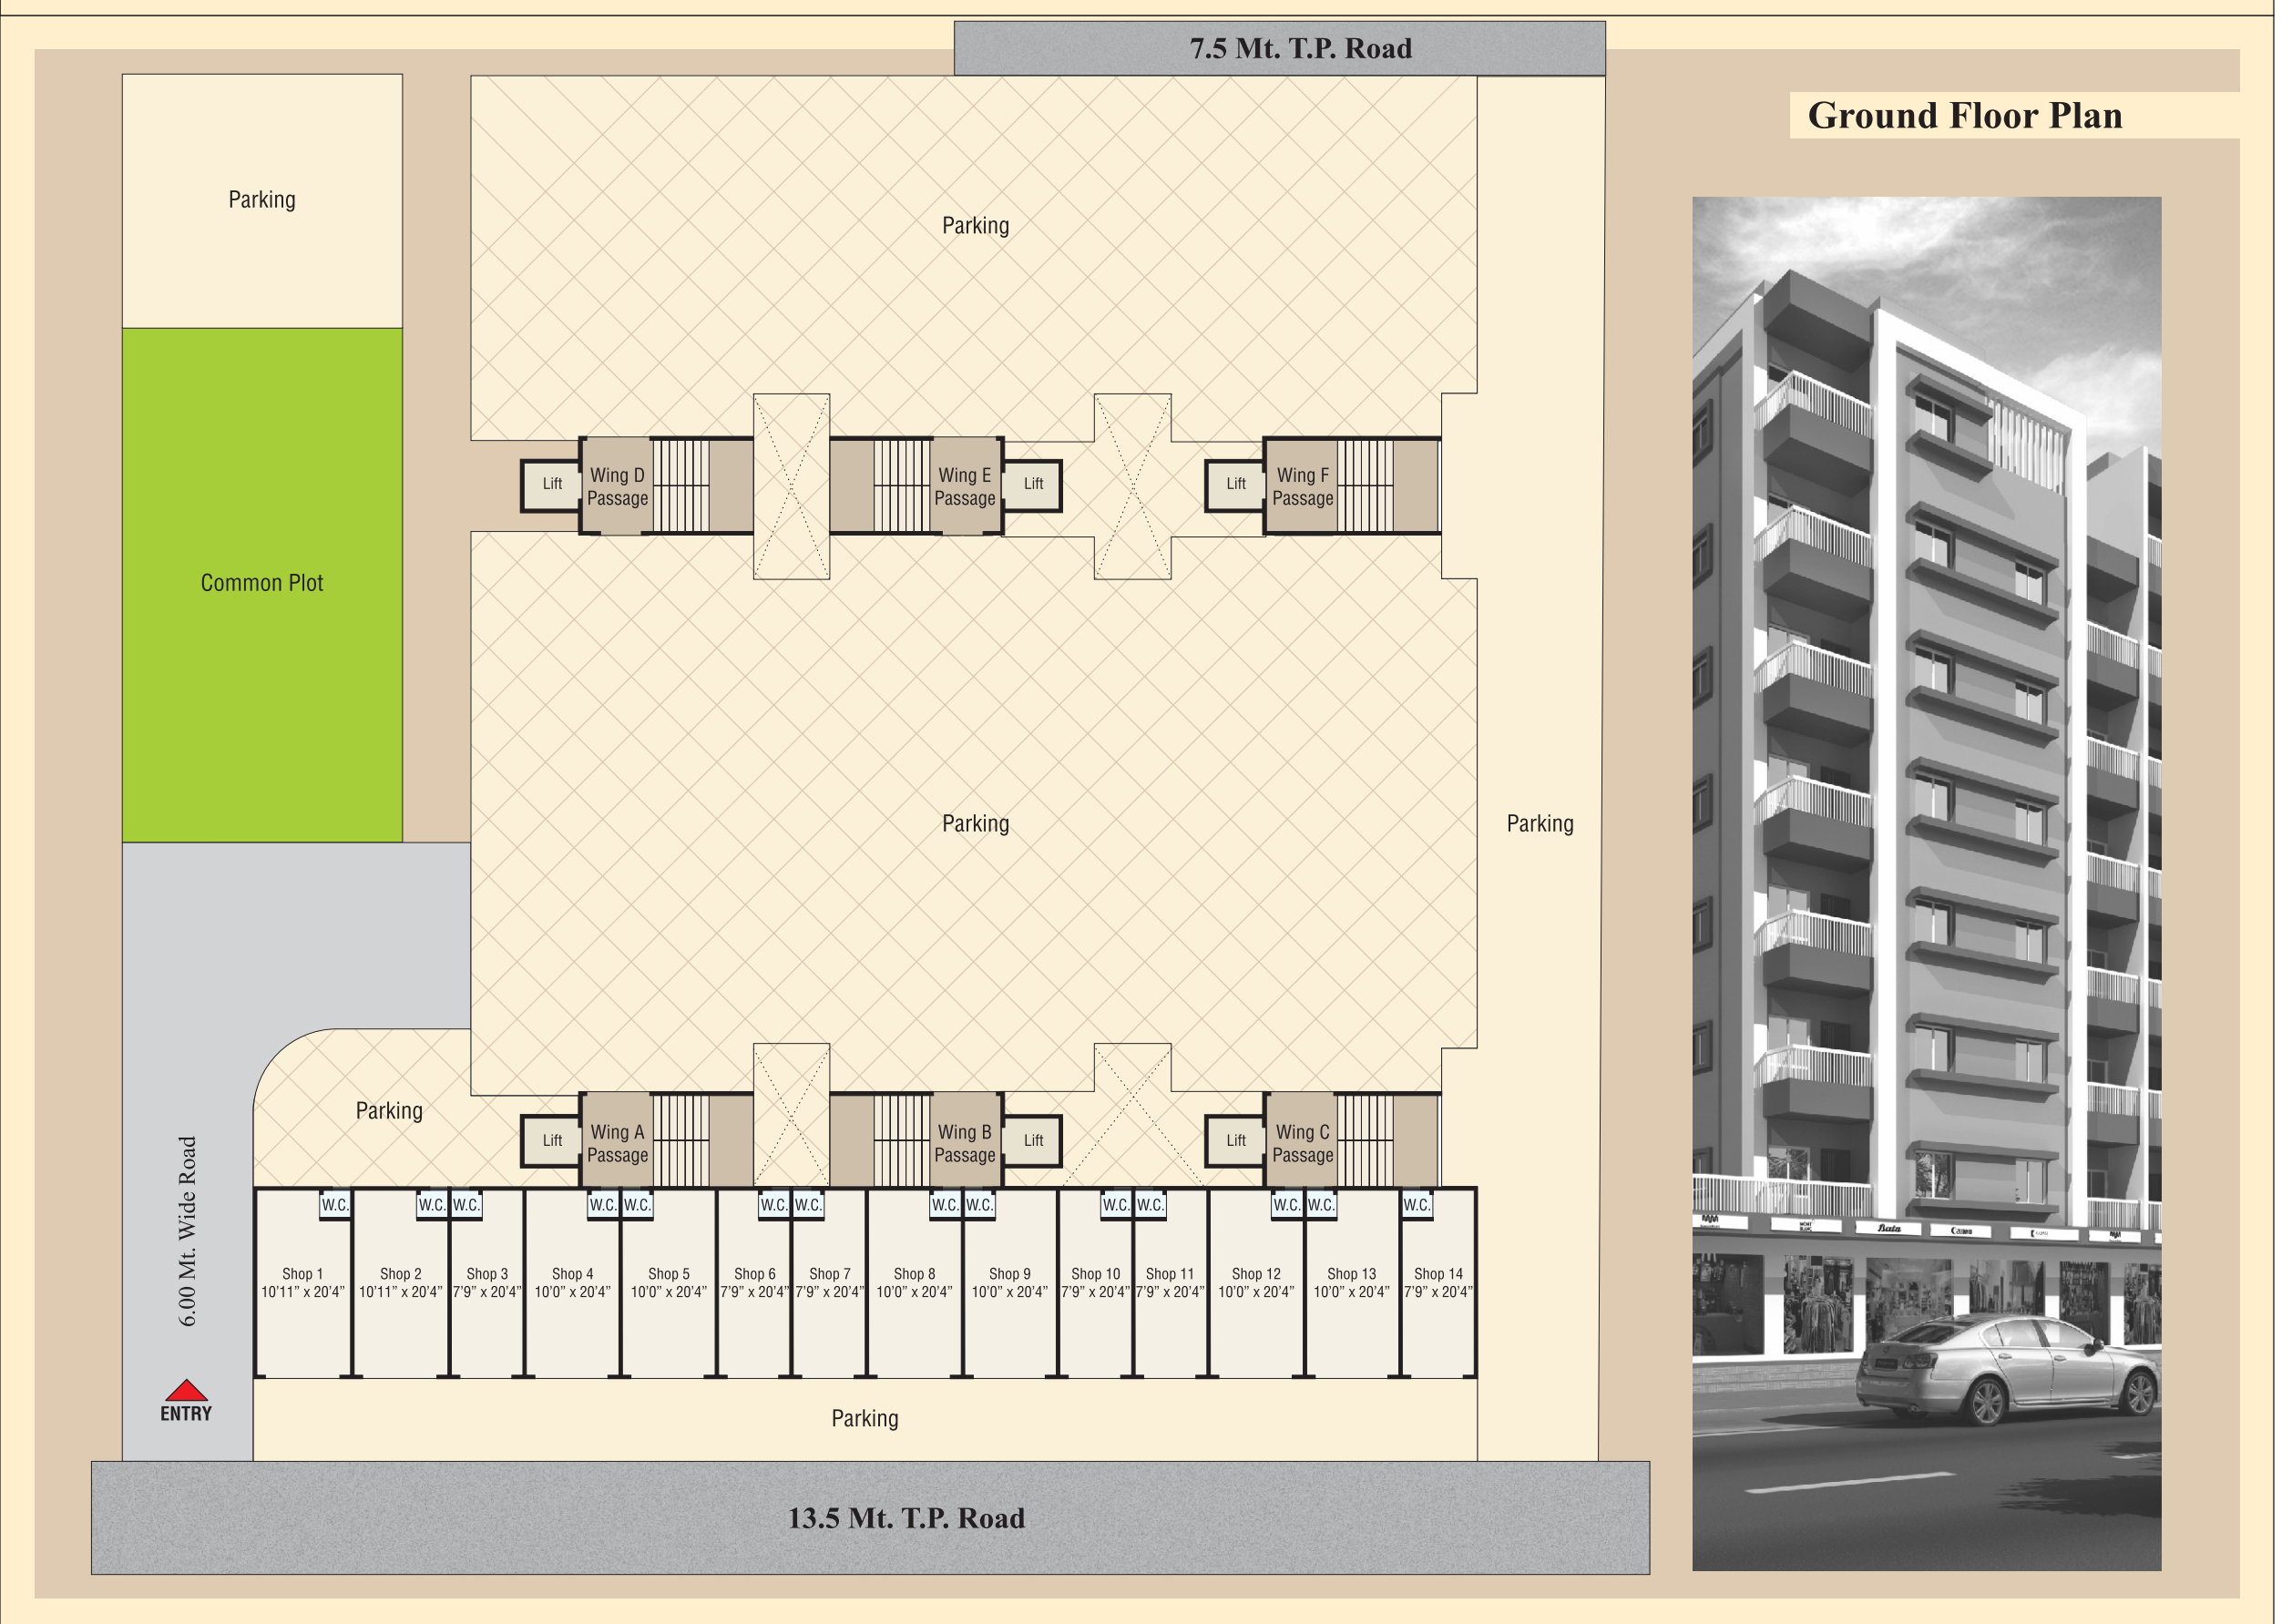 7.5 Mt. T.P. Road
Ground Floor Plan
Parking
Parking
Wing D
Passage
Lift
Wing E
Passage
Lift
Lift
Wing F
Passage
Common Plot
Parking
Parking
Parking
Lift
Wing A
Passage
Wing B
Passage
Lift
Lift
Wing C
Passage
6.00 Mt. Wide Road
W.C.
W.C.
W.C.
W.C.
W.C.
W.C.
W.C.
W.C.
W.C.
W.C.
W.C.
W.C.
W.C.
W.C.
Shop 1
10’11” x 20’4”
Shop 2
10’11” x 20’4”
Shop 3
7’9” x 20’4”
Shop 4
10’0” x 20’4”
Shop 5
10’0” x 20’4”
Shop 6
7’9” x 20’4”
Shop 7
7’9” x 20’4”
Shop 8
10’0” x 20’4”
Shop 9
10’0” x 20’4”
Shop 10
7’9” x 20’4”
Shop 11
7’9” x 20’4”
Shop 12
10’0” x 20’4”
Shop 13
10’0” x 20’4”
Shop 14
7’9” x 20’4”
Bata
ENTRY
Parking
13.5 Mt. T.P. Road